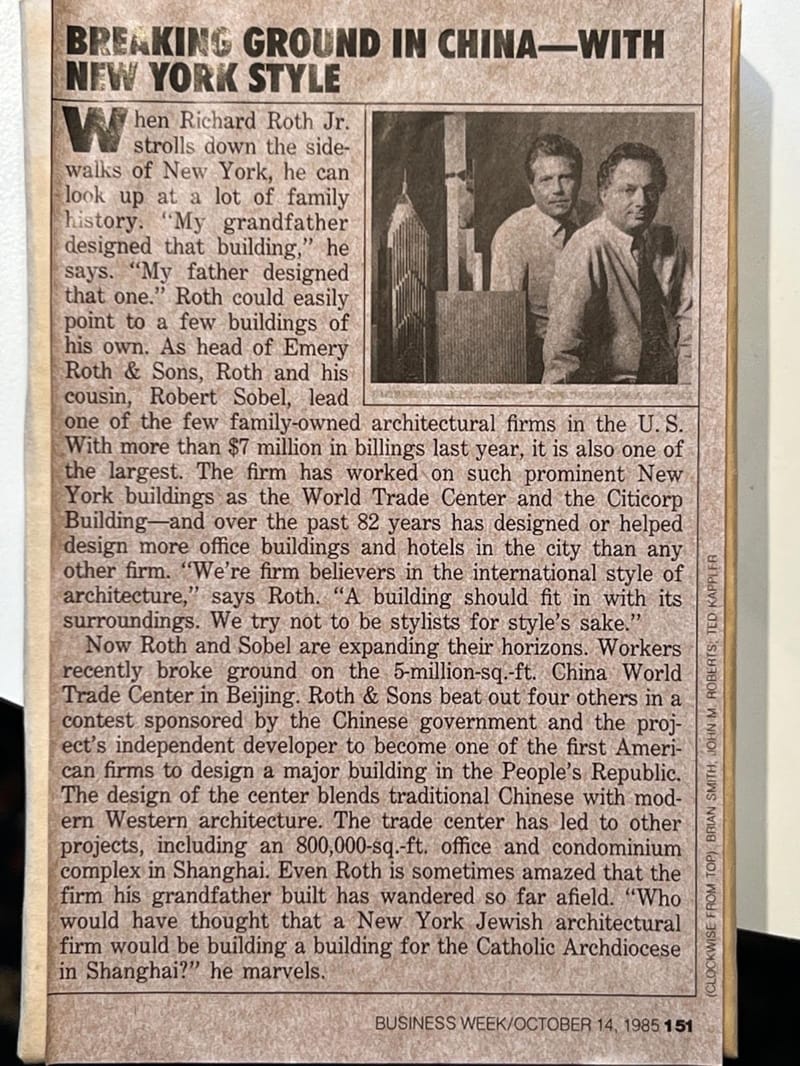 BREAKING GROUND IN CHINA—WITH
NEW YORK STYLE
When Richard Roth Jr.
strolls down the side-
walks of New York, he can
look up at a lot of family
history. “My grandfather
designed that building,” he
says. “My father designed
that one.” Roth could easily
point to a few buildings of
his own. As head of Emery
Roth & Sons, Roth and his
cousin, Robert Sobel, lead
one of the few family-owned architectural firms in the U. S.
With more than $7 million in billings last year, it is also one of
the largest. The firm has worked on such prominent New
York buildings as the World Trade Center and the Citicorp
Building—and over the past 82 years has designed or helped
design more office buildings and hotels in the city than any
other firm. “We’re firm believers in the international style of
architecture,” says Roth. “A building should fit in with its
surroundings. We try not to be stylists for style’s sake.”
Now Roth and Sobel are expanding their horizons. Workers
recently broke ground on the 5-million-sq.-ft. China World
Trade Center in Beijing. Roth & Sons beat out four others in a
contest sponsored by the Chinese government and the proj-
ect’s independent developer to become one of the first Ameri-
can firms to design a major building in the People’s Republic.
The design of the center blends traditional Chinese with mod-
ern Western architecture. The trade center has led to other
projects, including an 800,000-sq.-ft. office and condominium
complex in Shanghai. Even Roth is sometimes amazed that the
firm his grandfather built has wandered so far afield. “Who
would have thought that a New York Jewish architectural
firm would be building a building for the Catholic Archdiocese
in Shanghai?” he marvels.
(CLOCKWISE FROM TOP), BRIAN SMITH; JOHN M. ROBERTS; TED KAPPLER
BUSINESS WEEK/OCTOBER 14, 1985 151